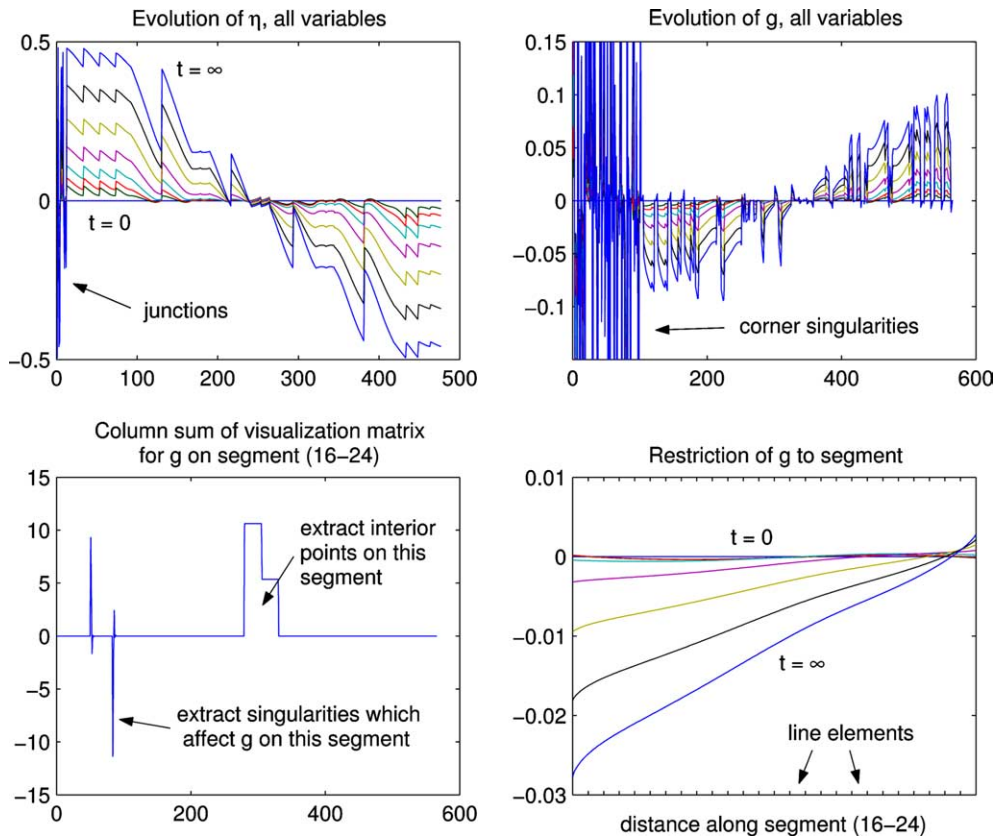 Evolution of η, all variables
0.5
0
−0.5
t = ∞
t = 0
junctions
0 100 200 300 400 500
Evolution of g, all variables
0.15
0.1
0.05
0
−0.05
−0.1
corner singularities
0 200 400 600
Column sum of visualization matrix
for g on segment (16−24)
15
10
5
0
−5
−10
−15
extract interior
points on this
segment
extract singularities which
affect g on this segment
0 100 200 300 400 500 600
Restriction of g to segment
0.01
0
−0.01
−0.02
−0.03
t = 0
t = ∞
line elements
distance along segment (16−24)